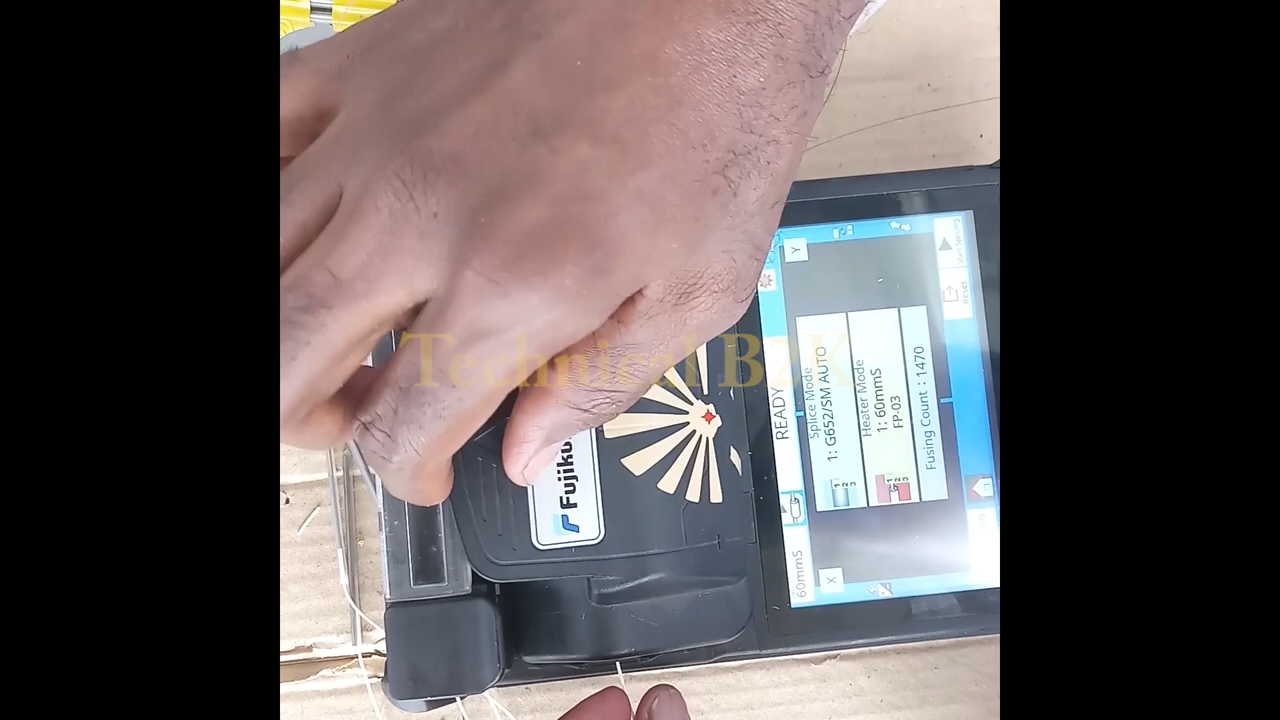 Technical B2K
Fujiku
60mmS
READY
X
Y
Splice Mode
1: G652/SM AUTO
Heater Mode
1: 60mmS
FP-03
Fusing Count : 1470
Reset
Start Splicing